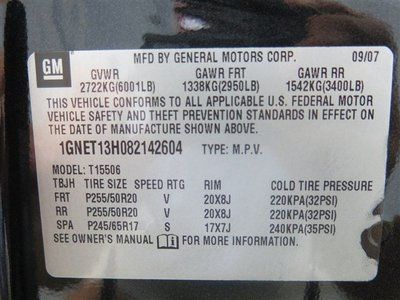 MFD BY GENERAL MOTORS CORP. 09/07
GM
GVWR GAWR FRT GAWR RR
2722KG(6001LB) 1338KG(2950LB) 1542KG(3400LB)
THIS VEHICLE CONFORMS TO ALL APPLICABLE U.S. FEDERAL MOTOR
VEHICLE SAFETY AND THEFT PREVENTION STANDARDS
IN EFFECT ON THE DATE OF MANUFACTURE SHOWN ABOVE.
1GNET13H082142604 TYPE: M.P.V.
MODEL: T15506
TBJH TIRE SIZE SPEED RTG RIM COLD TIRE PRESSURE
FRT P255/50R20 V 20X8J 220KPA(32PSI)
RR P255/50R20 V 20X8J 220KPA(32PSI)
SPA P245/65R17 S 17X7J 240KPA(35PSI)
SEE OWNER'S MANUAL FOR MORE INFORMATION.